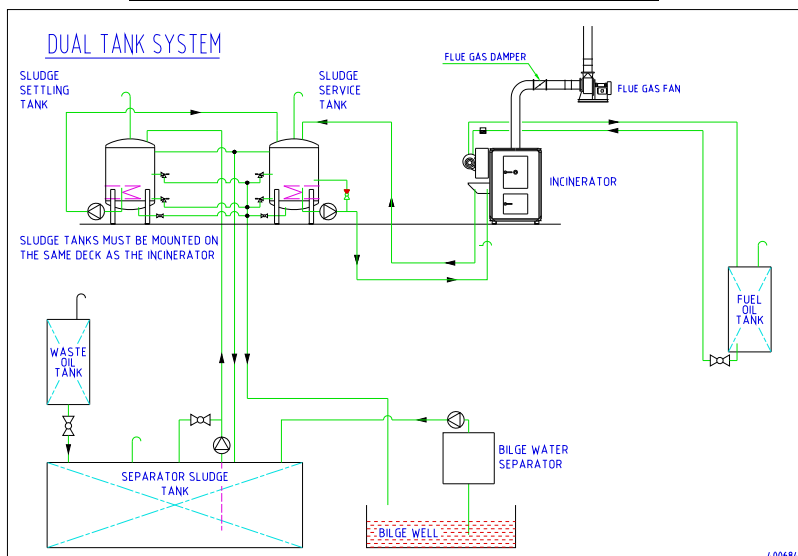 DUAL TANK SYSTEM
SLUDGE
SETTLING
TANK
SLUDGE
SERVICE
TANK
FLUE GAS DAMPER
FLUE GAS FAN
INCINERATOR
SLUDGE TANKS MUST BE MOUNTED ON
THE SAME DECK AS THE INCINERATOR
FUEL
OIL
TANK
WASTE
OIL
TANK
SEPARATOR SLUDGE
TANK
BILGE WATER
SEPARATOR
BILGE WELL